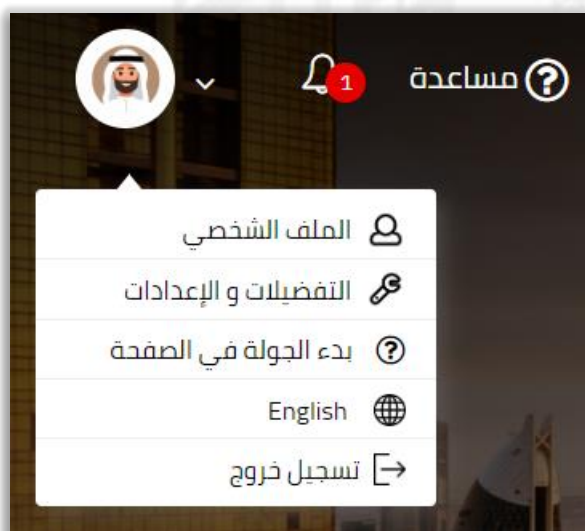 مساعدة
1
الملف الشخصي
التفضيلات و الإعدادات
بدء الجولة في الصفحة
English
تسجيل خروج